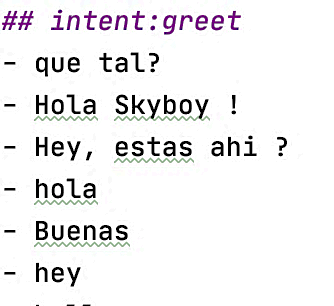 ## intent:greet
- que tal?
- Hola Skyboy !
- Hey, estas ahi ?
- hola
- Buenas
- hey